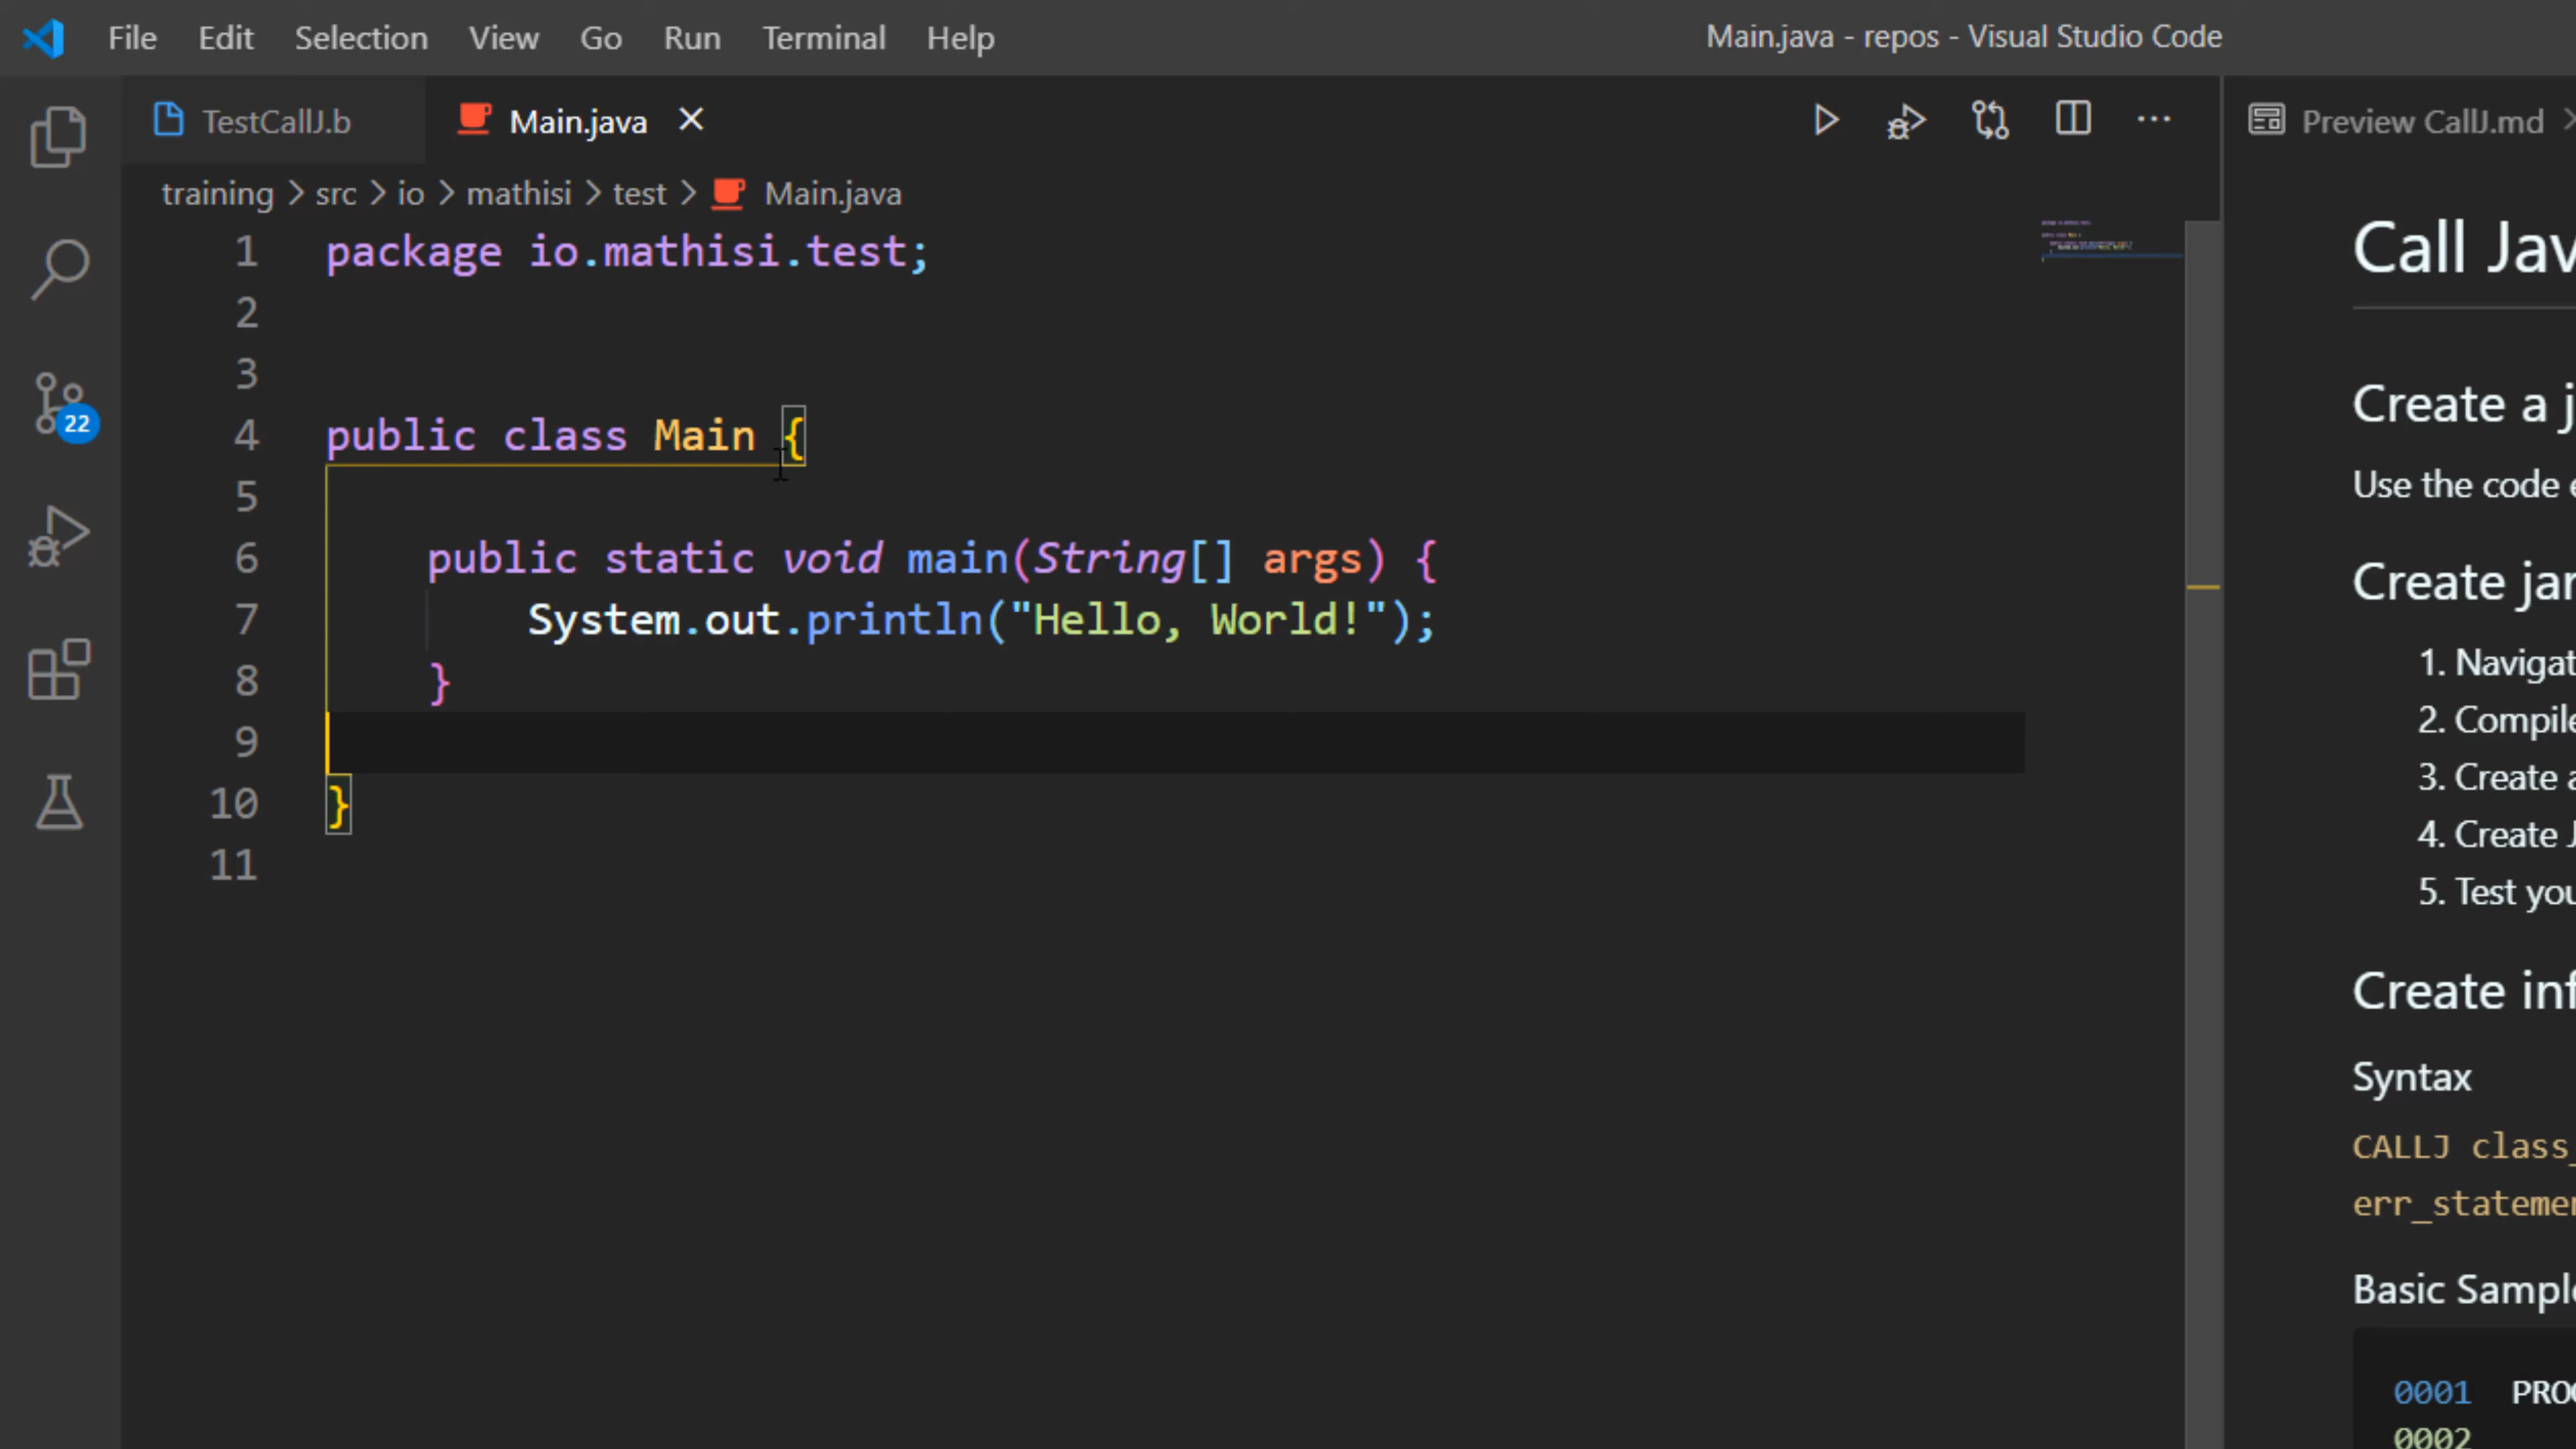 File Edit Selection View Go Run Terminal Help
Main.java - repos - Visual Studio Code
TestCallJ.b
Main.java
training > src > io > mathisi > test > Main.java
1 package io.mathisi.test;
2
3
4 public class Main {
5
6 public static void main(String[] args) {
7 System.out.println("Hello, World!");
8 }
9
10 }
11
22
Preview CallJ.md
Call Jav
Create a j
Use the code e
Create jar
1. Navigat
2. Compile
3. Create a
4. Create J
5. Test you
Create inf
Syntax
CALLJ class_
err_statemen
Basic Sample
0001 PROG
0002